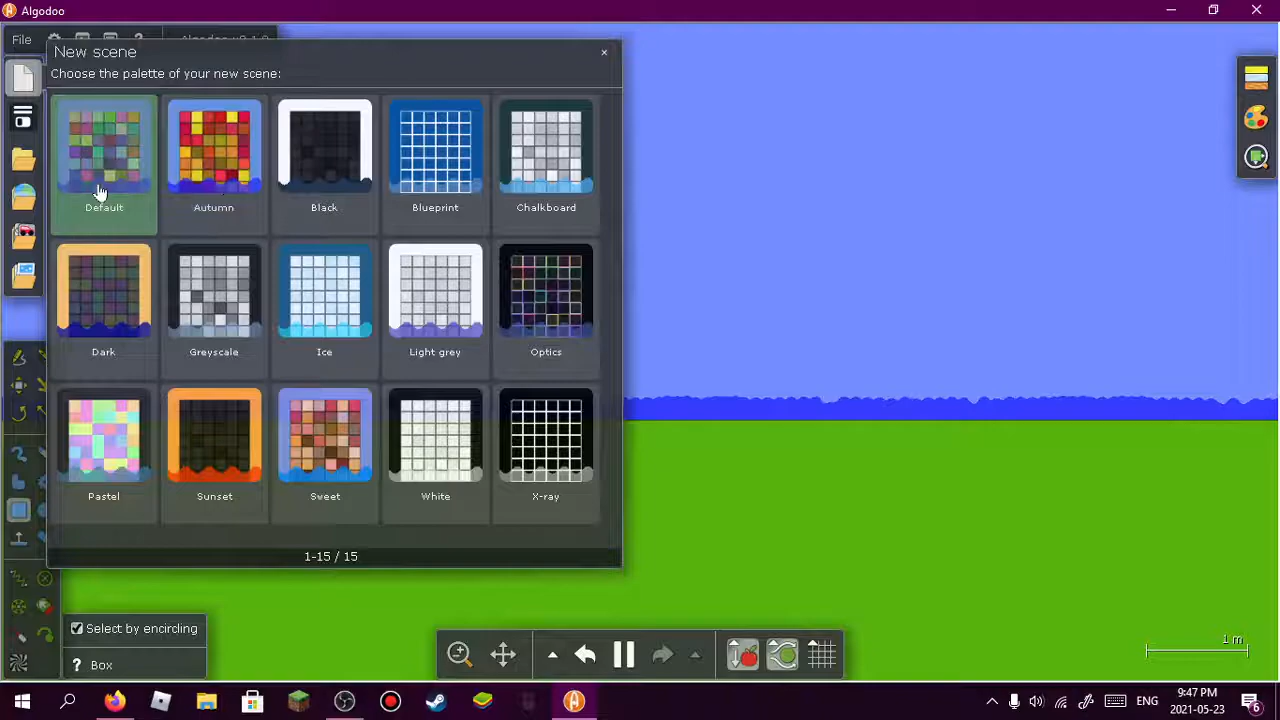 Algodoo
File
New scene
Choose the palette of your new scene:
Default
Autumn
Black
Blueprint
Chalkboard
Dark
Greyscale
Ice
Light grey
Optics
Pastel
Sunset
Sweet
White
X-ray
1-15 / 15
Select by encircling
? Box
1 m
ENG
9:47 PM
2021-05-23
6